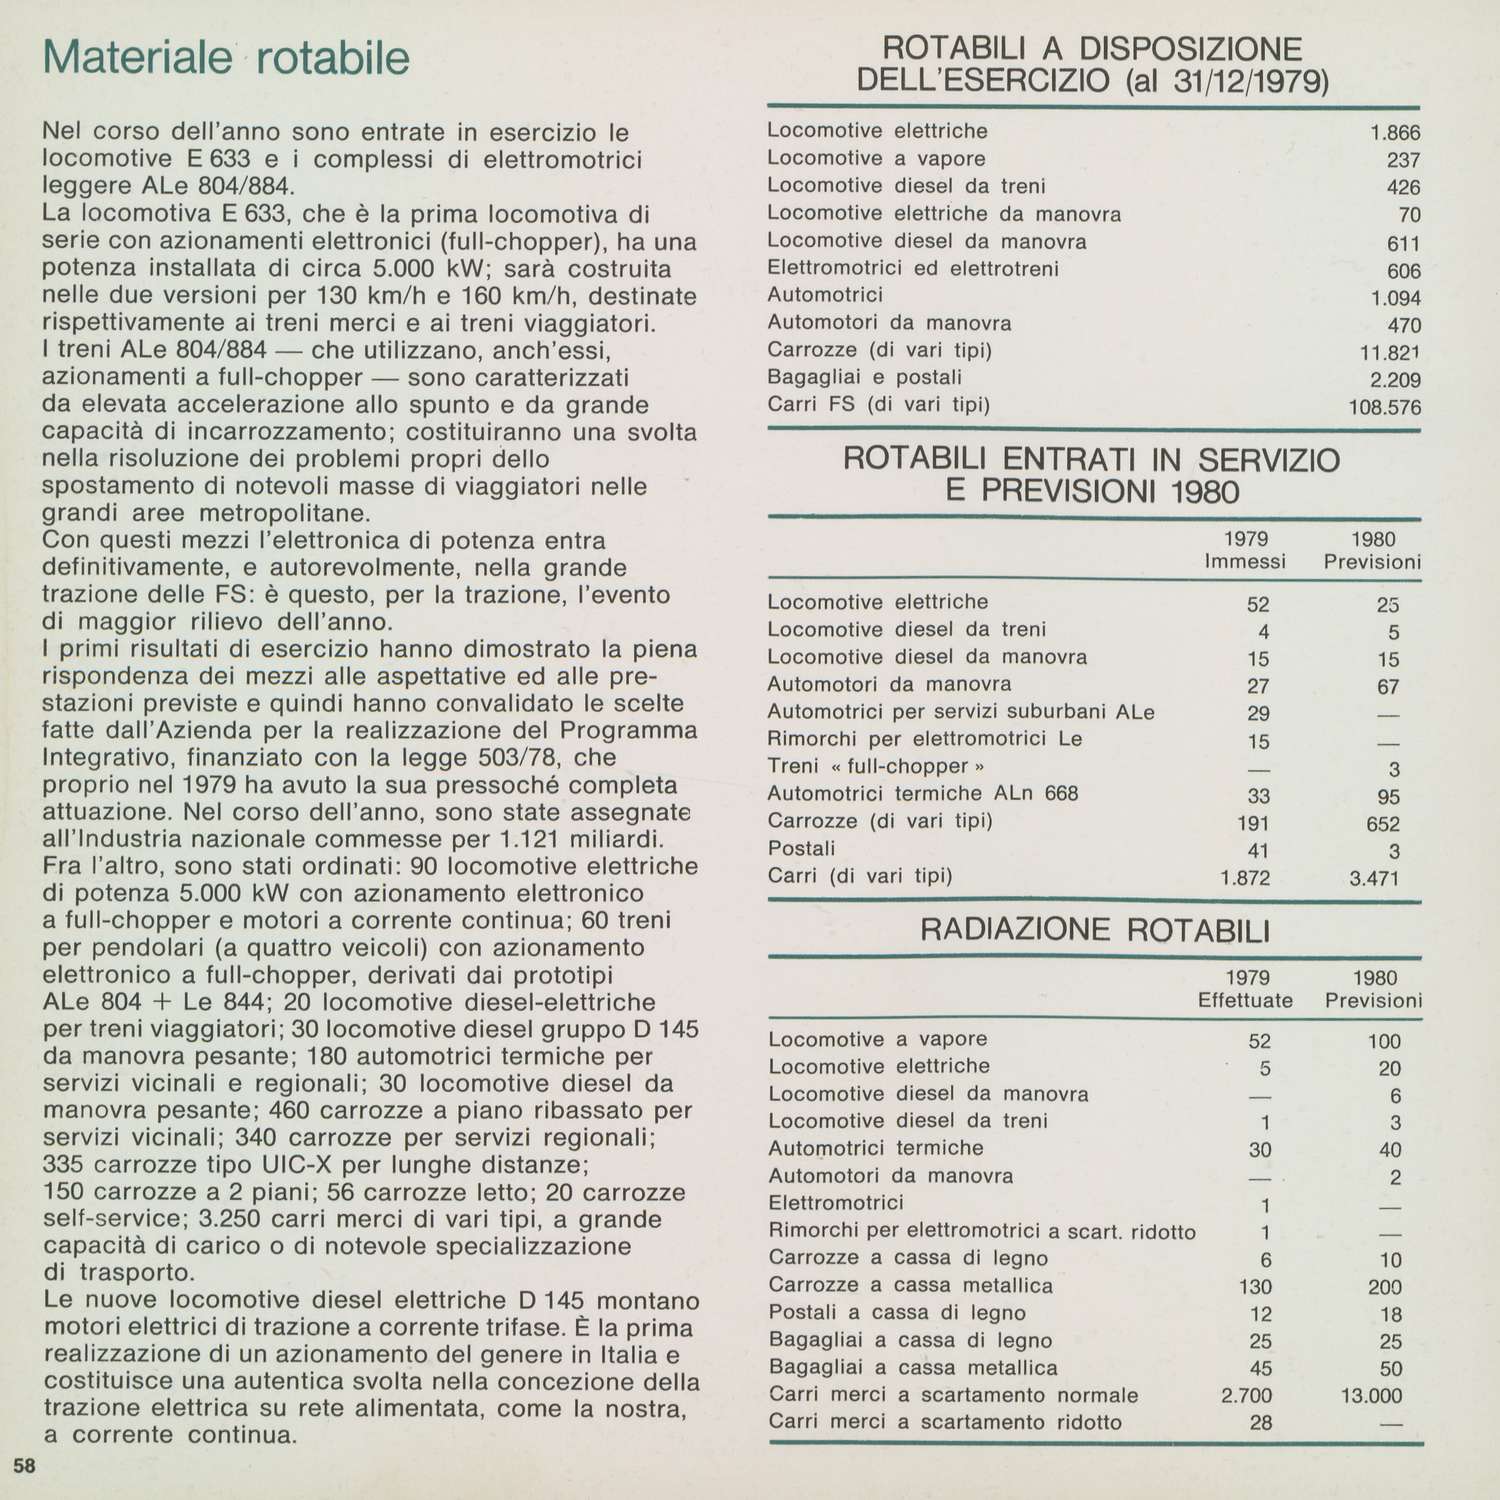 Materiale rotabile
Nel corso dell'anno sono entrate in esercizio le
locomotive E 633 e i complessi di elettromotrici
leggere ALe 804/884.
La locomotiva E 633, che è la prima locomotiva di
serie con azionamenti elettronici (full-chopper), ha una
potenza installata di circa 5.000 kW; sarà costruita
nelle due versioni per 130 km/h e 160 km/h, destinate
rispettivamente ai treni merci e ai treni viaggiatori.
I treni ALe 804/884 — che utilizzano, anch'essi,
azionamenti a full-chopper — sono caratterizzati
da elevata accelerazione allo spunto e da grande
capacità di incarrozzamento; costituiranno una svolta
nella risoluzione dei problemi propri dello
spostamento di notevoli masse di viaggiatori nelle
grandi aree metropolitane.
Con questi mezzi l'elettronica di potenza entra
definitivamente, e autorevolmente, nella grande
trazione delle FS: è questo, per la trazione, l'evento
di maggior rilievo dell'anno.
I primi risultati di esercizio hanno dimostrato la piena
rispondenza dei mezzi alle aspettative ed alle pre-
stazioni previste e quindi hanno convalidato le scelte
fatte dall'Azienda per la realizzazione del Programma
Integrativo, finanziato con la legge 503/78, che
proprio nel 1979 ha avuto la sua pressoché completa
attuazione. Nel corso dell'anno, sono state assegnate
all'Industria nazionale commesse per 1.121 miliardi.
Fra l'altro, sono stati ordinati: 90 locomotive elettriche
di potenza 5.000 kW con azionamento elettronico
a full-chopper e motori a corrente continua; 60 treni
per pendolari (a quattro veicoli) con azionamento
elettronico a full-chopper, derivati dai prototipi
ALe 804 + Le 844; 20 locomotive diesel-elettriche
per treni viaggiatori; 30 locomotive diesel gruppo D 145
da manovra pesante; 180 automotrici termiche per
servizi vicinali e regionali; 30 locomotive diesel da
manovra pesante; 460 carrozze a piano ribassato per
servizi vicinali; 340 carrozze per servizi regionali;
335 carrozze tipo UIC-X per lunghe distanze;
150 carrozze a 2 piani; 56 carrozze letto; 20 carrozze
self-service; 3.250 carri merci di vari tipi, a grande
capacità di carico o di notevole specializzazione
di trasporto.
Le nuove locomotive diesel elettriche D 145 montano
motori elettrici di trazione a corrente trifase. È la prima
realizzazione di un azionamento del genere in Italia e
costituisce una autentica svolta nella concezione della
trazione elettrica su rete alimentata, come la nostra,
a corrente continua.
58
ROTABILI A DISPOSIZIONE
DELL'ESERCIZIO (al 31/12/1979)
Locomotive elettriche 1.866
Locomotive a vapore 237
Locomotive diesel da treni 426
Locomotive elettriche da manovra 70
Locomotive diesel da manovra 611
Elettromotrici ed elettrotreni 606
Automotrici 1.094
Automotori da manovra 470
Carrozze (di vari tipi) 11.821
Bagagliai e postali 2.209
Carri FS (di vari tipi) 108.576
ROTABILI ENTRATI IN SERVIZIO
E PREVISIONI 1980
1979 1980
Immessi Previsioni
Locomotive elettriche 52 25
Locomotive diesel da treni 4 5
Locomotive diesel da manovra 15 15
Automotori da manovra 27 67
Automotrici per servizi suburbani ALe 29 —
Rimorchi per elettromotrici Le 15 —
Treni « full-chopper » — 3
Automotrici termiche ALn 668 33 95
Carrozze (di vari tipi) 191 652
Postali 41 3
Carri (di vari tipi) 1.872 3.471
RADIAZIONE ROTABILI
1979 1980
Effettuate Previsioni
Locomotive a vapore 52 100
Locomotive elettriche 5 20
Locomotive diesel da manovra — 6
Locomotive diesel da treni 1 3
Automotrici termiche 30 40
Automotori da manovra — 2
Elettromotrici 1 —
Rimorchi per elettromotrici a scart. ridotto 1 —
Carrozze a cassa di legno 6 10
Carrozze a cassa metallica 130 200
Postali a cassa di legno 12 18
Bagagliai a cassa di legno 25 25
Bagagliai a cassa metallica 45 50
Carri merci a scartamento normale 2.700 13.000
Carri merci a scartamento ridotto 28 —